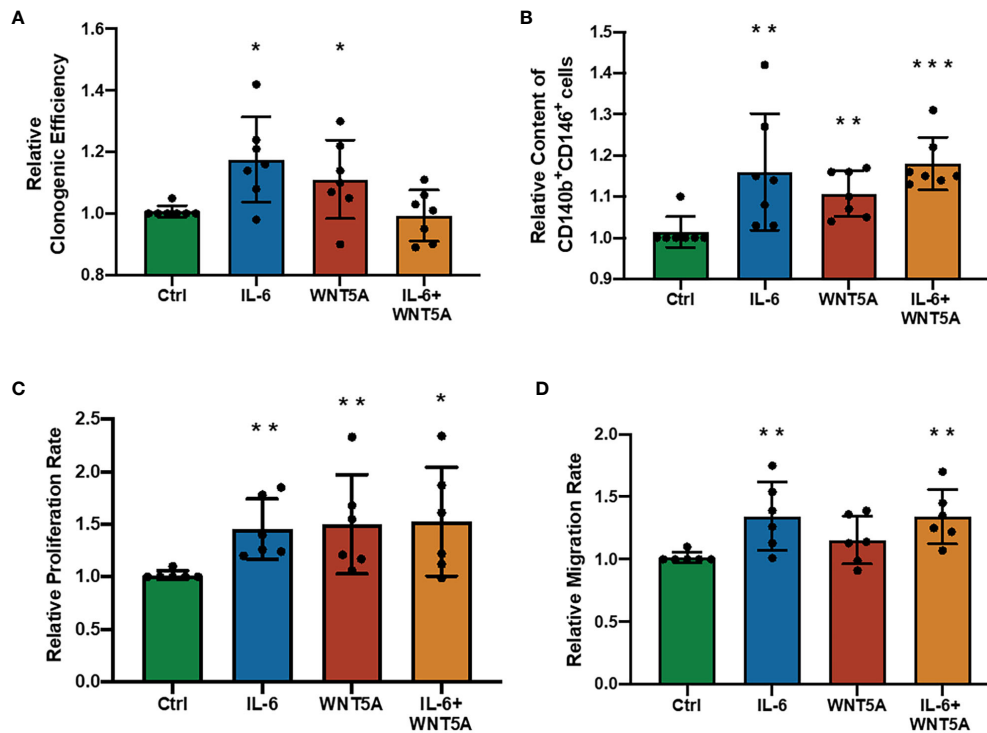 A
Relative
Clonogenic Efficiency
1.6
1.4
1.2
1.0
0.8
*
*
Ctrl
IL-6
WNT5A
IL-6+
WNT5A
B
Relative Content of
CD140b+CD146+ cells
1.5
1.4
1.3
1.2
1.1
1.0
0.9
* *
* *
* * *
Ctrl
IL-6
WNT5A
IL-6+
WNT5A
C
Relative Proliferation Rate
2.5
2.0
1.5
1.0
0.5
0.0
* *
* *
*
Ctrl
IL-6
WNT5A
IL-6+
WNT5A
D
Relative Migration Rate
2.0
1.5
1.0
0.5
0.0
* *
* *
Ctrl
IL-6
WNT5A
IL-6+
WNT5A